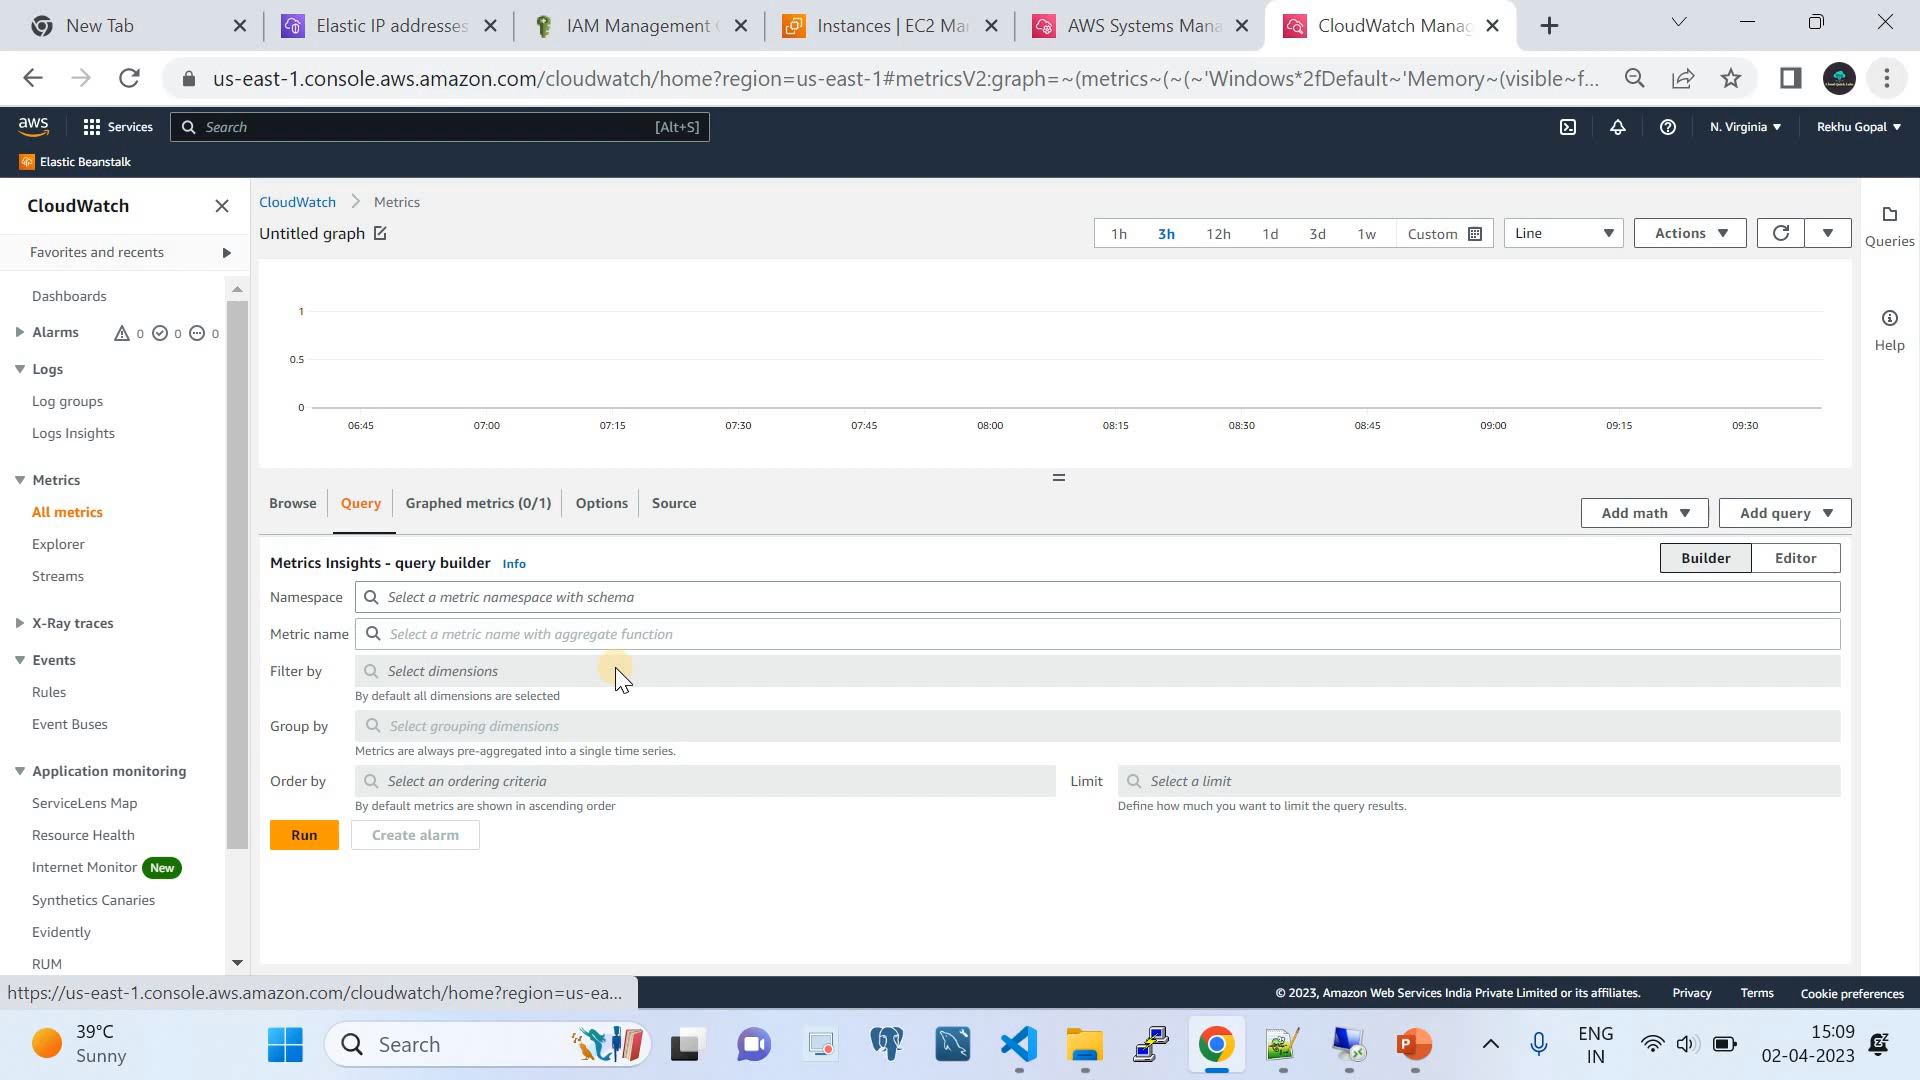 New Tab
Elastic IP addresses
IAM Management
Instances | EC2 Ma
AWS Systems Mana
CloudWatch Manag
us-east-1.console.aws.amazon.com/cloudwatch/home?region=us-east-1#metricsV2:graph=~(metrics~(~(~'Windows*2fDefault~'Memory~(visible~f...
aws
Services
Search
[Alt+S]
N. Virginia
Rekhu Gopal
Elastic Beanstalk
CloudWatch
Favorites and recents
Dashboards
Alarms
0
0
0
Logs
Log groups
Logs Insights
Metrics
All metrics
Explorer
Streams
X-Ray traces
Events
Rules
Event Buses
Application monitoring
ServiceLens Map
Resource Health
Internet Monitor
New
Synthetics Canaries
Evidently
RUM
CloudWatch
Metrics
Untitled graph
1h
3h
12h
1d
3d
1w
Custom
Line
Actions
Queries
Help
1
0.5
0
06:45
07:00
07:15
07:30
07:45
08:00
08:15
08:30
08:45
09:00
09:15
09:30
Browse
Query
Graphed metrics (0/1)
Options
Source
Add math
Add query
Metrics Insights - query builder
Info
Builder
Editor
Namespace
Select a metric namespace with schema
Metric name
Select a metric name with aggregate function
Filter by
Select dimensions
By default all dimensions are selected
Group by
Select grouping dimensions
Metrics are always pre-aggregated into a single time series.
Order by
Select an ordering criteria
By default metrics are shown in ascending order
Limit
Select a limit
Define how much you want to limit the query results.
Run
Create alarm
https://us-east-1.console.aws.amazon.com/cloudwatch/home?region=us-ea...
© 2023, Amazon Web Services India Private Limited or its affiliates.
Privacy
Terms
Cookie preferences
39°C
Sunny
Search
ENG
IN
15:09
02-04-2023